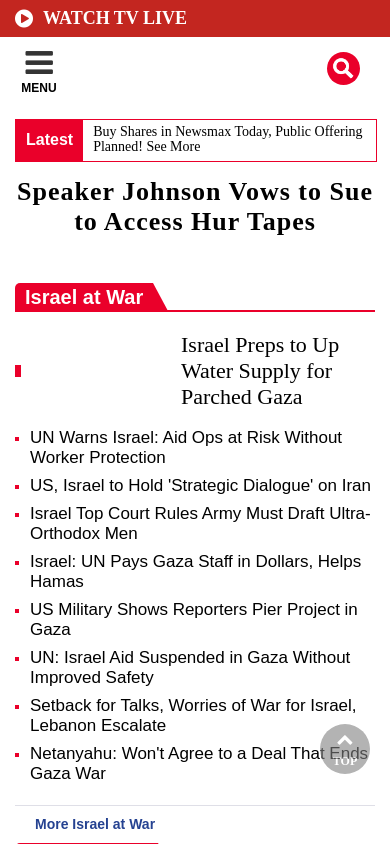 WATCH TV LIVE
MENU
Latest
Buy Shares in Newsmax Today, Public Offering
Planned! See More
Speaker Johnson Vows to Sue
to Access Hur Tapes
Israel at War
Israel Preps to Up
Water Supply for
Parched Gaza
UN Warns Israel: Aid Ops at Risk Without
Worker Protection
US, Israel to Hold 'Strategic Dialogue' on Iran
Israel Top Court Rules Army Must Draft Ultra-
Orthodox Men
Israel: UN Pays Gaza Staff in Dollars, Helps
Hamas
US Military Shows Reporters Pier Project in
Gaza
UN: Israel Aid Suspended in Gaza Without
Improved Safety
Setback for Talks, Worries of War for Israel,
Lebanon Escalate
Netanyahu: Won't Agree to a Deal That Ends
Gaza War
TOP
More Israel at War